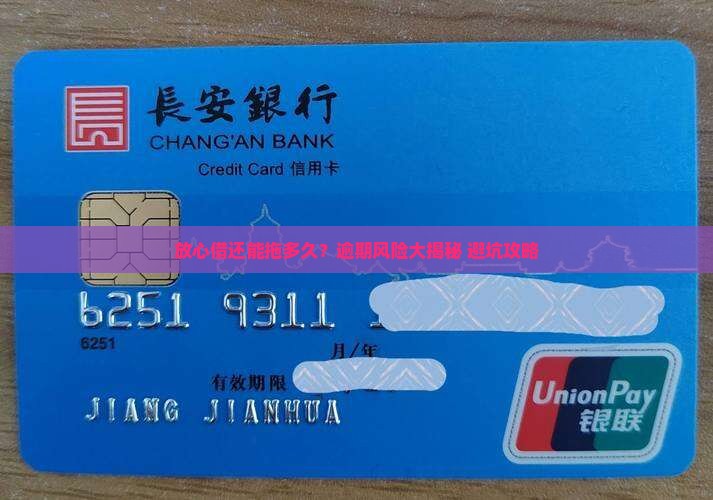 長安銀行
CHANG'AN BANK
Credit Card 信用卡
放心借还能拖多久？逾期风险大揭秘 避坑攻略
6251 9311 1
6251
月/年
有效期限
JIANG JIANHUA
UnionPay
银联